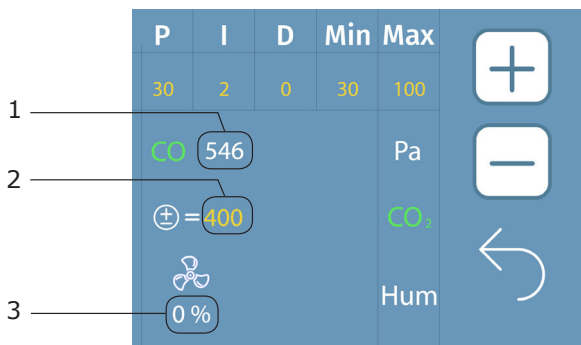 P I D Min Max
30 2 0 30 100
1
CO 546 Pa
2
± = 400 CO₂
3
0 % Hum